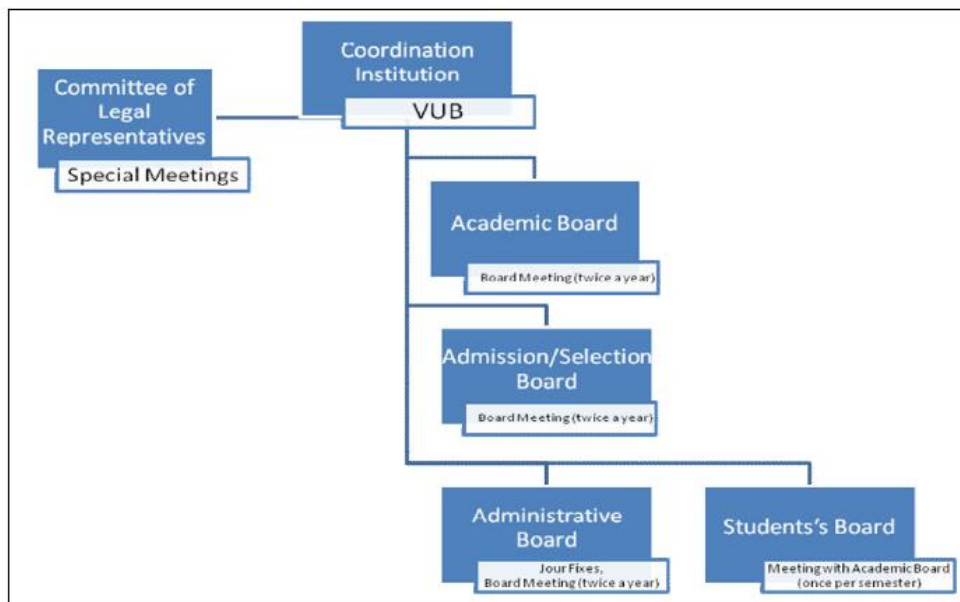 Coordination
Institution
VUB
Committee of
Legal
Representatives
Special Meetings
Academic Board
Board Meeting (twice a year)
Admission/Selection
Board
Board Meeting (twice a year)
Administrative
Board
Jour Fixes,
Board Meeting (twice a year)
Students's Board
Meeting with Academic Board
(once per semester)